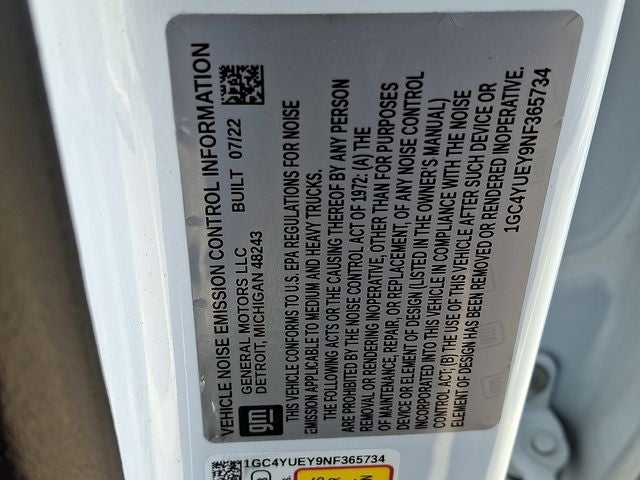 VEHICLE NOISE EMISSION CONTROL INFORMATION
gm
GENERAL MOTORS LLC
DETROIT, MICHIGAN 48243
BUILT 07/22
THIS VEHICLE CONFORMS TO U.S. EPA REGULATIONS FOR NOISE
EMISSION APPLICABLE TO MEDIUM AND HEAVY TRUCKS.
THE FOLLOWING ACTS OR THE CAUSING THEREOF BY ANY PERSON
ARE PROHIBITED BY THE NOISE CONTROL ACT OF 1972: (A) THE
REMOVAL OR RENDERING INOPERATIVE, OTHER THAN FOR PURPOSES
OF MAINTENANCE, REPAIR, OR REPLACEMENT, OF ANY NOISE CONTROL
DEVICE OR ELEMENT OF DESIGN (LISTED IN THE OWNER'S MANUAL)
INCORPORATED INTO THIS VEHICLE IN COMPLIANCE WITH THE NOISE
CONTROL ACT; (B) THE USE OF THIS VEHICLE AFTER SUCH DEVICE OR
ELEMENT OF DESIGN HAS BEEN REMOVED OR RENDERED INOPERATIVE.
1GC4YUEY9NF365734
1GC4YUEY9NF365734